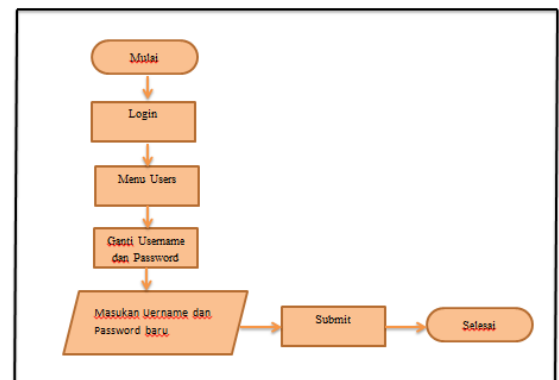 Mulai
Login
Menu Users
Ganti Username
dan Password
Masukan Uername dan
Password baru
Submit
Selesai